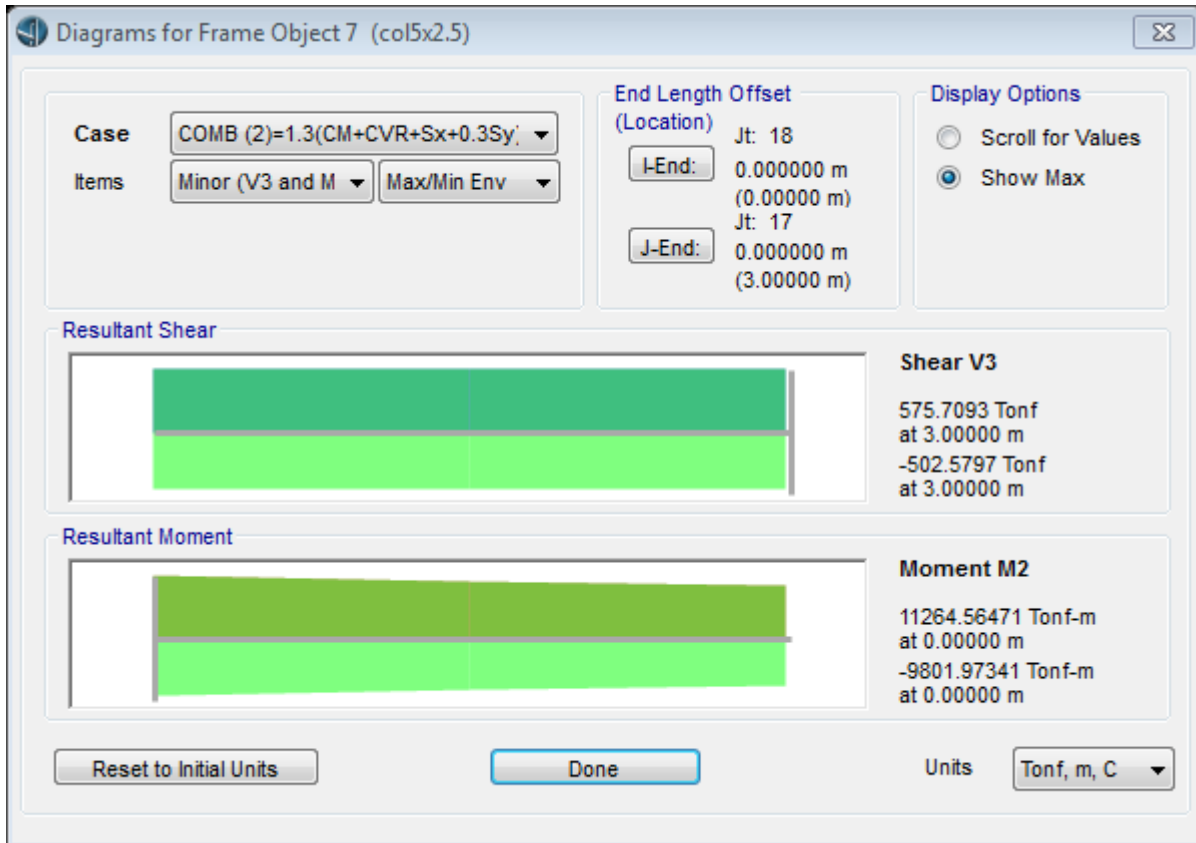 Diagrams for Frame Object 7 (col5x2.5)
Case COMB (2)=1.3(CM+CVR+Sx+0.3Sy)
Items Minor (V3 and M Max/Min Env
End Length Offset
(Location)
Jt: 18
I-End: 0.000000 m
(0.00000 m)
Jt: 17
J-End: 0.000000 m
(3.00000 m)
Display Options
Scroll for Values
Show Max
Resultant Shear
Shear V3
575.7093 Tonf
at 3.00000 m
-502.5797 Tonf
at 3.00000 m
Resultant Moment
Moment M2
11264.56471 Tonf-m
at 0.00000 m
-9801.97341 Tonf-m
at 0.00000 m
Reset to Initial Units
Done
Units Tonf, m, C